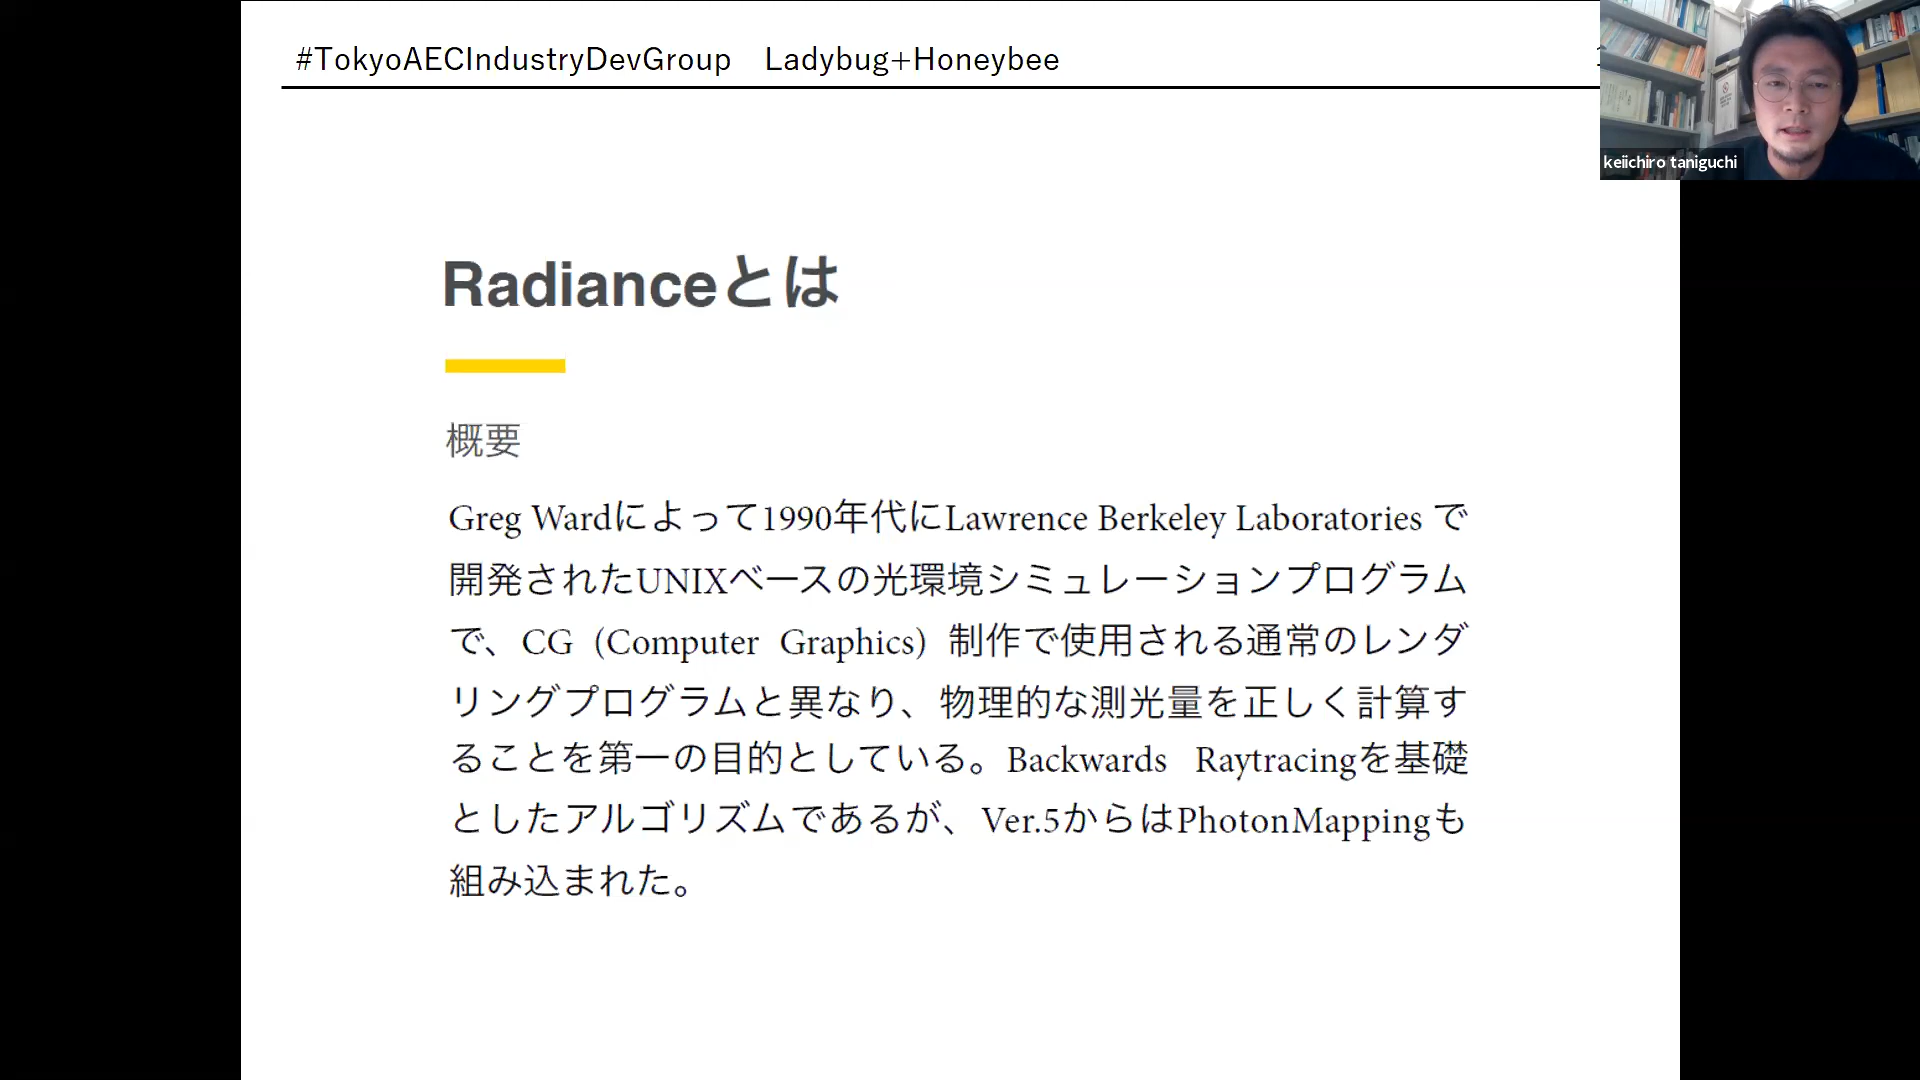 #TokyoAECIndustryDevGroup　Ladybug+Honeybee
keiichiro taniguchi
Radianceとは
概要
Greg Wardによって1990年代にLawrence Berkeley Laboratories で
開発されたUNIXベースの光環境シミュレーションプログラム
で、CG (Computer Graphics) 制作で使用される通常のレンダ
リングプログラムと異なり、物理的な測光量を正しく計算す
ることを第一の目的としている。Backwards Raytracingを基礎
としたアルゴリズムであるが、Ver.5からはPhotonMappingも
組み込まれた。